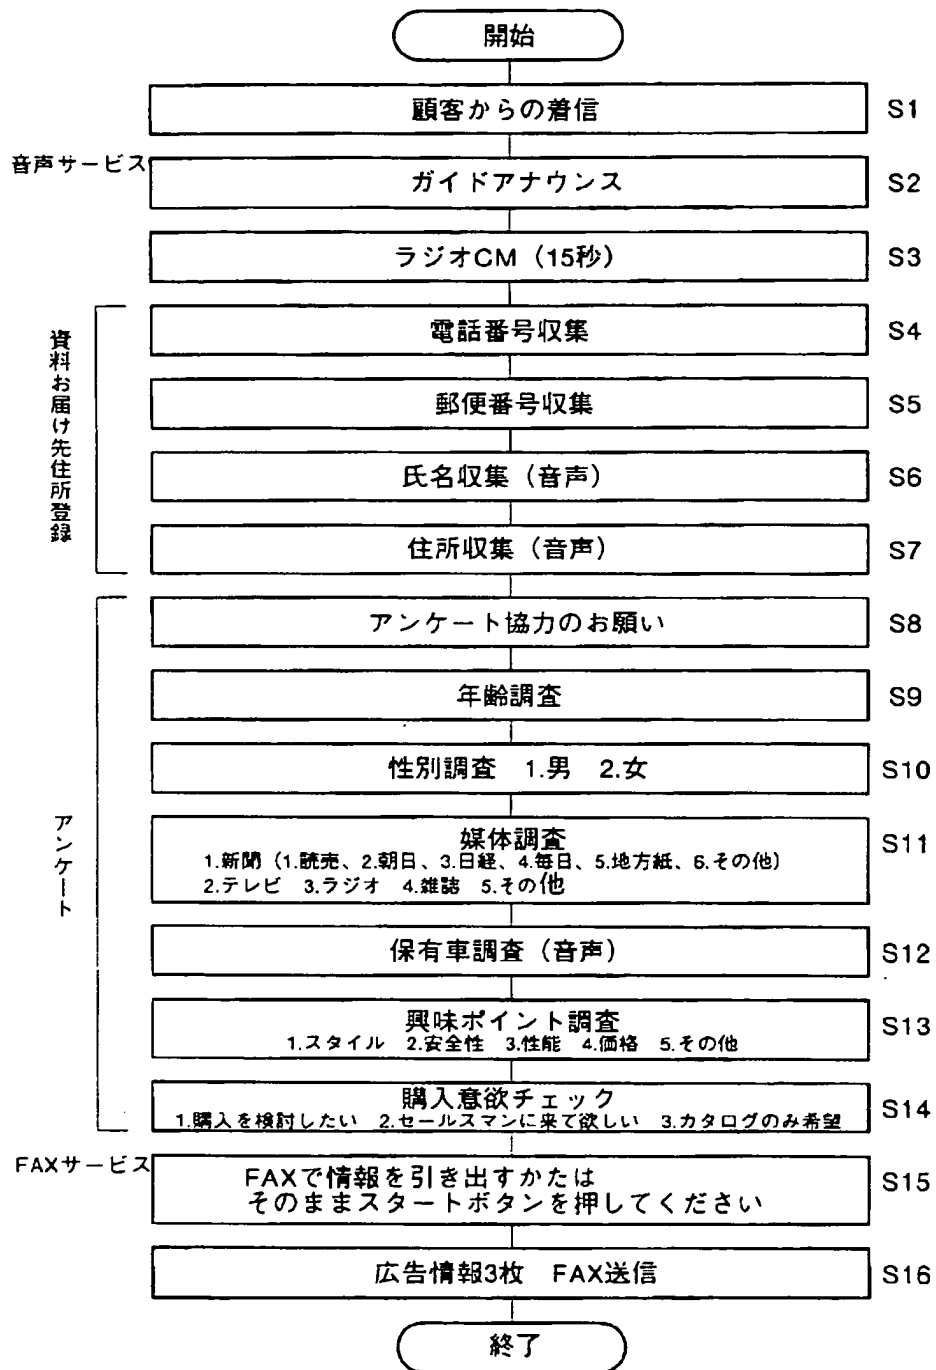 開始
顧客からの着信 S1
音声サービス
ガイドアナウンス S2
ラジオCM（15秒） S3
資料お届け先住所登録
電話番号収集 S4
郵便番号収集 S5
氏名収集（音声） S6
住所収集（音声） S7
アンケート
アンケート協力のお願い S8
年齢調査 S9
性別調査 1.男 2.女 S10
媒体調査 S11
1.新聞（1.読売、2.朝日、3.日経、4.毎日、5.地方紙、6.その他）
2.テレビ 3.ラジオ 4.雑誌 5.その他
保有車調査（音声） S12
興味ポイント調査 S13
1.スタイル 2.安全性 3.性能 4.価格 5.その他
購入意欲チェック S14
1.購入を検討したい 2.セールスマンに来て欲しい 3.カタログのみ希望
FAXサービス
FAXで情報を引き出すかたは S15
そのままスタートボタンを押してください
広告情報3枚 FAX送信 S16
終了